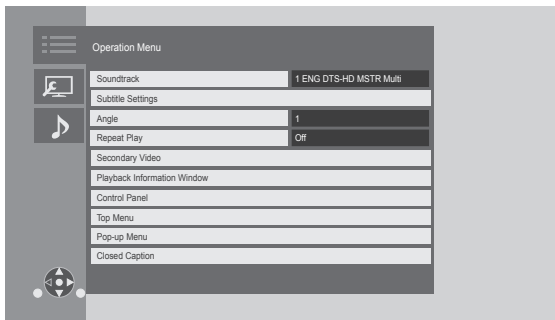 Operation Menu
Soundtrack 1 ENG DTS-HD MSTR Multi
Subtitle Settings
Angle 1
Repeat Play Off
Secondary Video
Playback Information Window
Control Panel
Top Menu
Pop-up Menu
Closed Caption